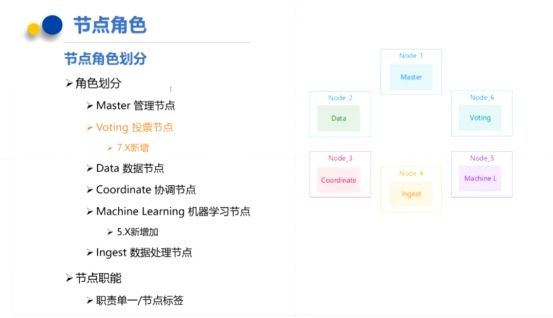 节点角色
节点角色划分
角色划分
Master 管理节点
Voting 投票节点
7.X新增
Data 数据节点
Coordinate 协调节点
Machine Learning 机器学习节点
5.X新增加
Ingest 数据处理节点
节点职能
职责单一/节点标签
Node_1
Master
Node_2
Data
Node_6
Voting
Node_3
Coordinate
Node_4
Ingest
Node_5
Machine L